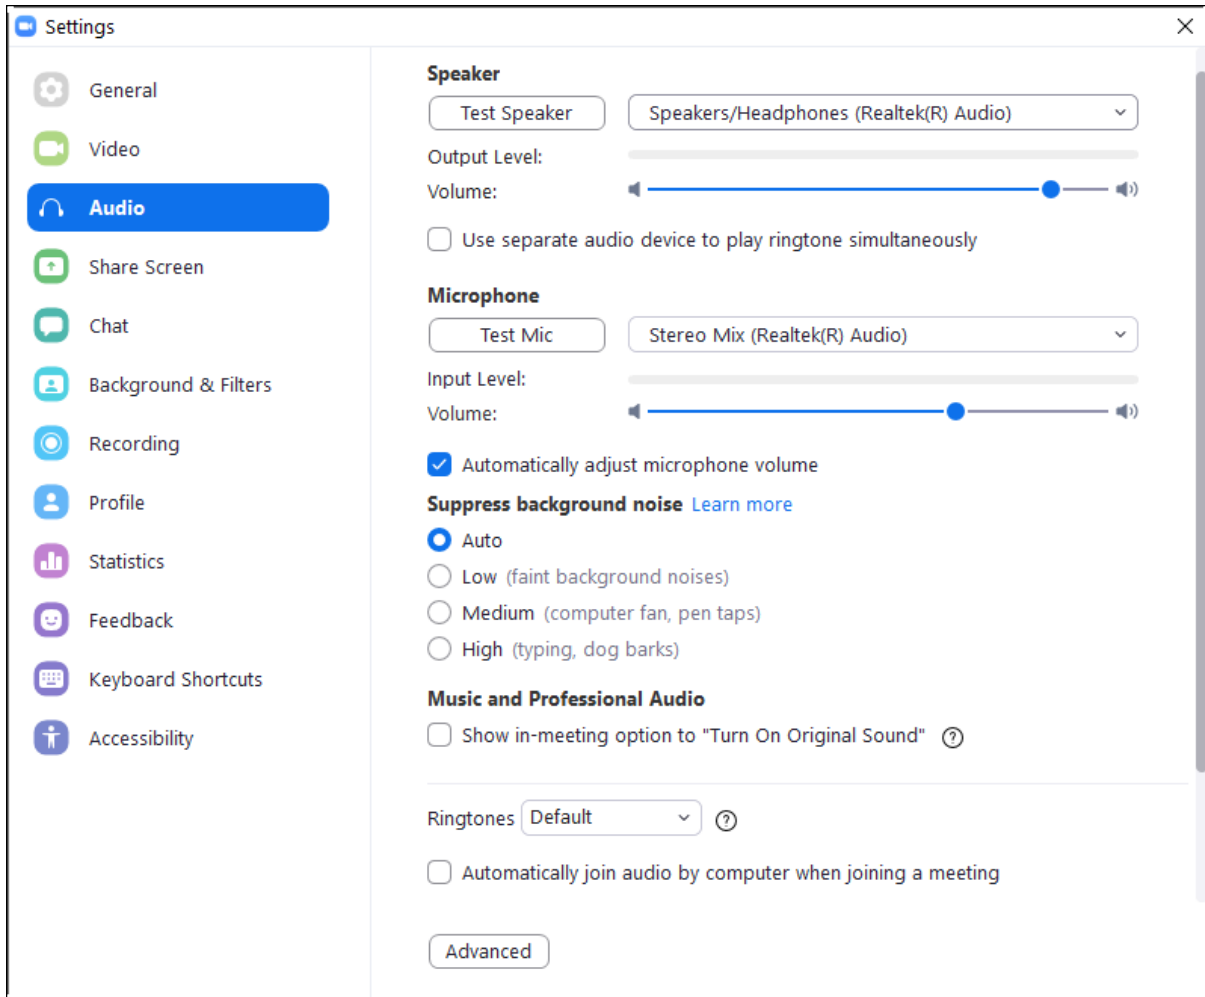 Settings
General
Video
Audio
Share Screen
Chat
Background & Filters
Recording
Profile
Statistics
Feedback
Keyboard Shortcuts
Accessibility
Speaker
Test Speaker Speakers/Headphones (Realtek(R) Audio)
Output Level:
Volume:
Use separate audio device to play ringtone simultaneously
Microphone
Test Mic Stereo Mix (Realtek(R) Audio)
Input Level:
Volume:
Automatically adjust microphone volume
Suppress background noise Learn more
Auto
Low (faint background noises)
Medium (computer fan, pen taps)
High (typing, dog barks)
Music and Professional Audio
Show in-meeting option to "Turn On Original Sound" ?
Ringtones Default ?
Automatically join audio by computer when joining a meeting
Advanced